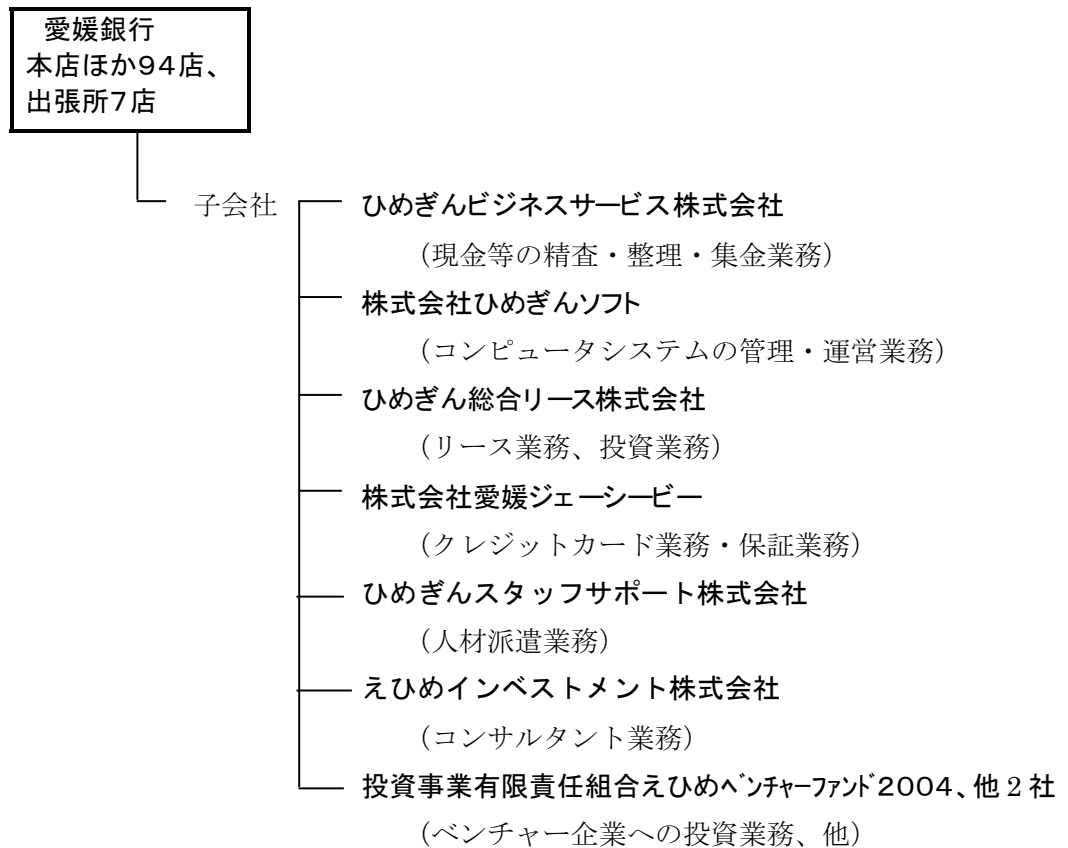 愛媛銀行
本店ほか94店、
出張所7店
子会社
ひめぎんビジネスサービス株式会社
(現金等の精査・整理・集金業務)
株式会社ひめぎんソフト
(コンピュータシステムの管理・運営業務)
ひめぎん総合リース株式会社
(リース業務、投資業務)
株式会社愛媛ジェーシービー
(クレジットカード業務・保証業務)
ひめぎんスタッフサポート株式会社
(人材派遣業務)
えひめインベストメント株式会社
(コンサルタント業務)
投資事業有限責任組合えひめベンチャーファンド2004、他2社
(ベンチャー企業への投資業務、他)